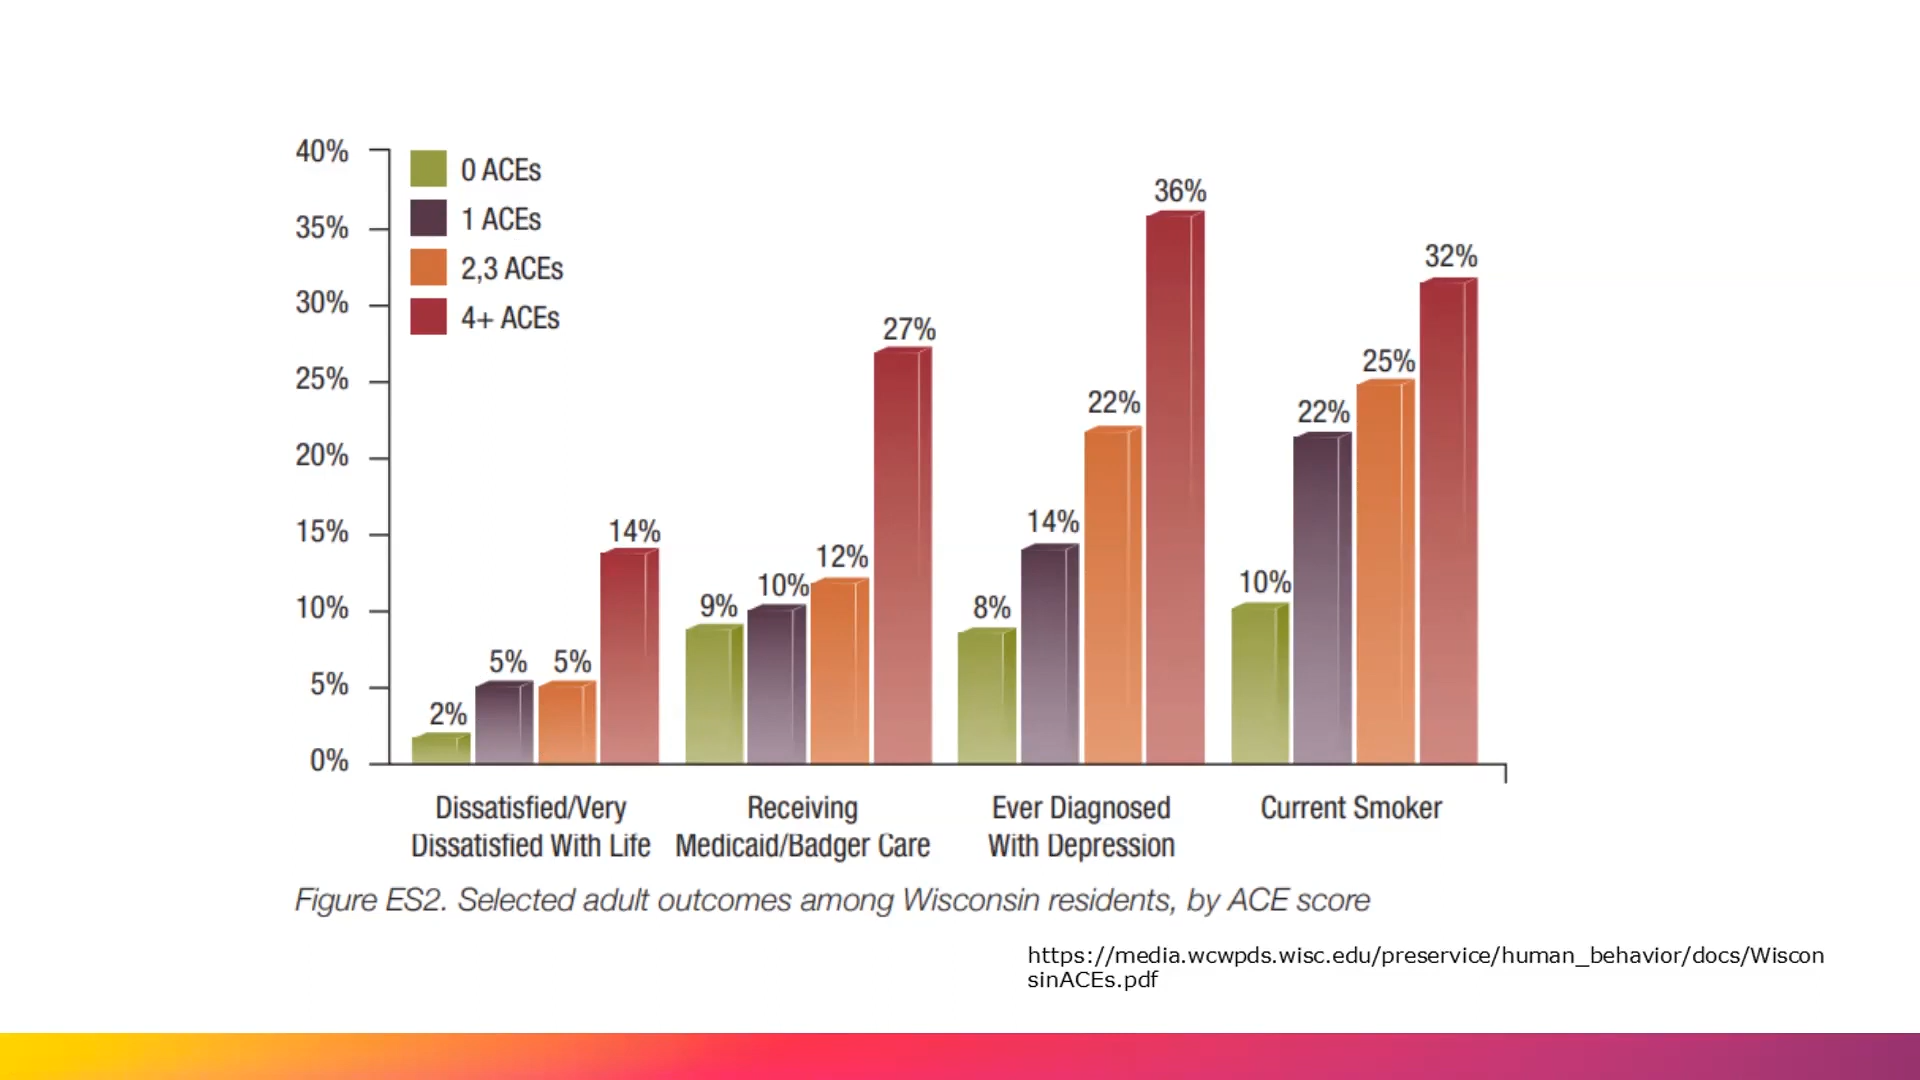 40%
35%
30%
25%
20%
15%
10%
5%
0%
0 ACEs
1 ACEs
2,3 ACEs
4+ ACEs
2%
5%
5%
14%
9%
10%
12%
27%
8%
14%
22%
36%
10%
22%
25%
32%
Dissatisfied/Very
Dissatisfied With Life
Receiving
Medicaid/Badger Care
Ever Diagnosed
With Depression
Current Smoker
Figure ES2. Selected adult outcomes among Wisconsin residents, by ACE score
https://media.wcwpds.wisc.edu/preservice/human_behavior/docs/Wiscon
sinACEs.pdf